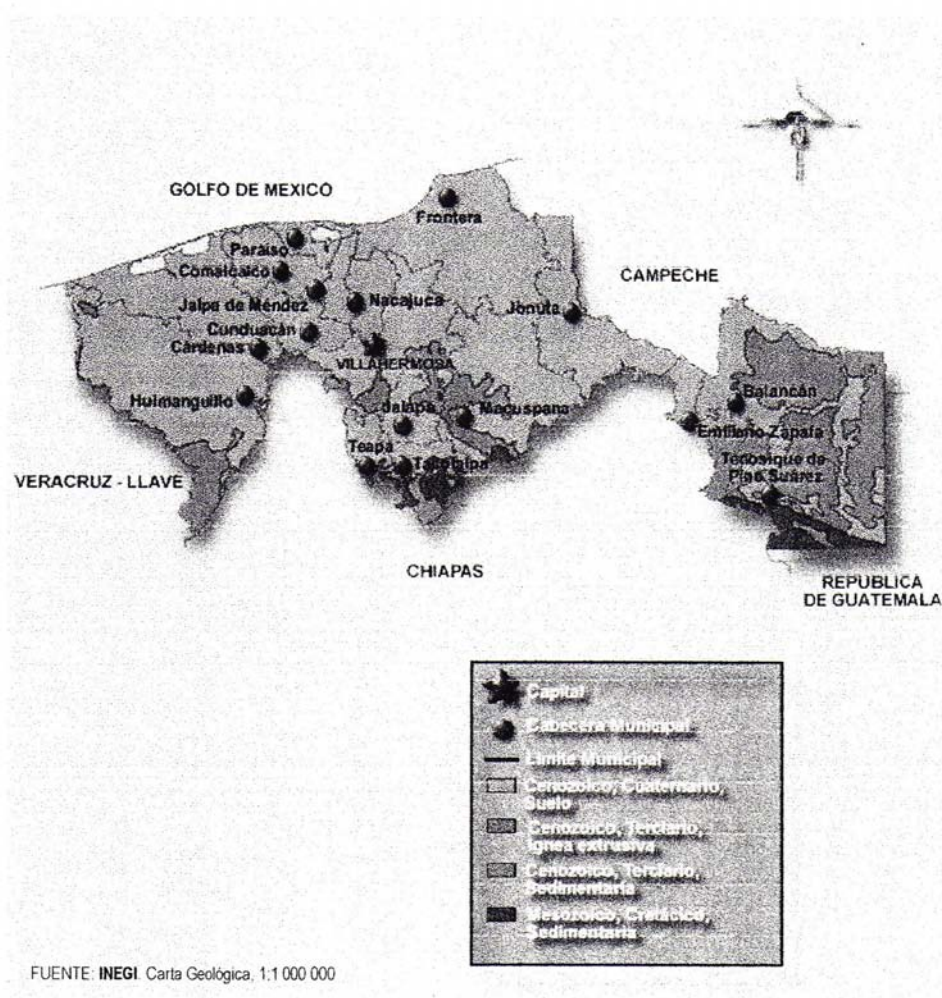 GOLFO DE MEXICO
Frontera
Paraíso
Comalcalco
CAMPECHE
Jalpa de Méndez
Nacajuca
Jonuta
Cunduacán
Cárdenas
VILLAHERMOSA
Huimanguillo
Jalapa
Macuspana
Balancán
Emiliano Zapata
Teapa
Tacotalpa
Tenosique de
Pino Suárez
VERACRUZ - LLAVE
CHIAPAS
REPUBLICA
DE GUATEMALA
Capital
Cabecera Municipal
Límite Municipal
Cenozoico, Cuaternario,
Suelo
Cenozoico, Terciario,
Ignea extrusiva
Cenozoico, Terciario,
Sedimentaria
Mesozoico, Cretácico,
Sedimentaria
FUENTE: INEGI. Carta Geológica, 1:1 000 000